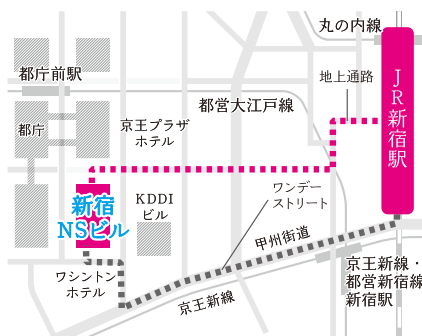 丸の内線
都庁前駅
地上通路
JR新宿駅
都営大江戸線
都庁
京王プラザ
ホテル
新宿
NSビル
KDDI
ビル
ワンデー
ストリート
甲州街道
ワシントン
ホテル
京王新線
京王新線・
都営新宿線
新宿駅